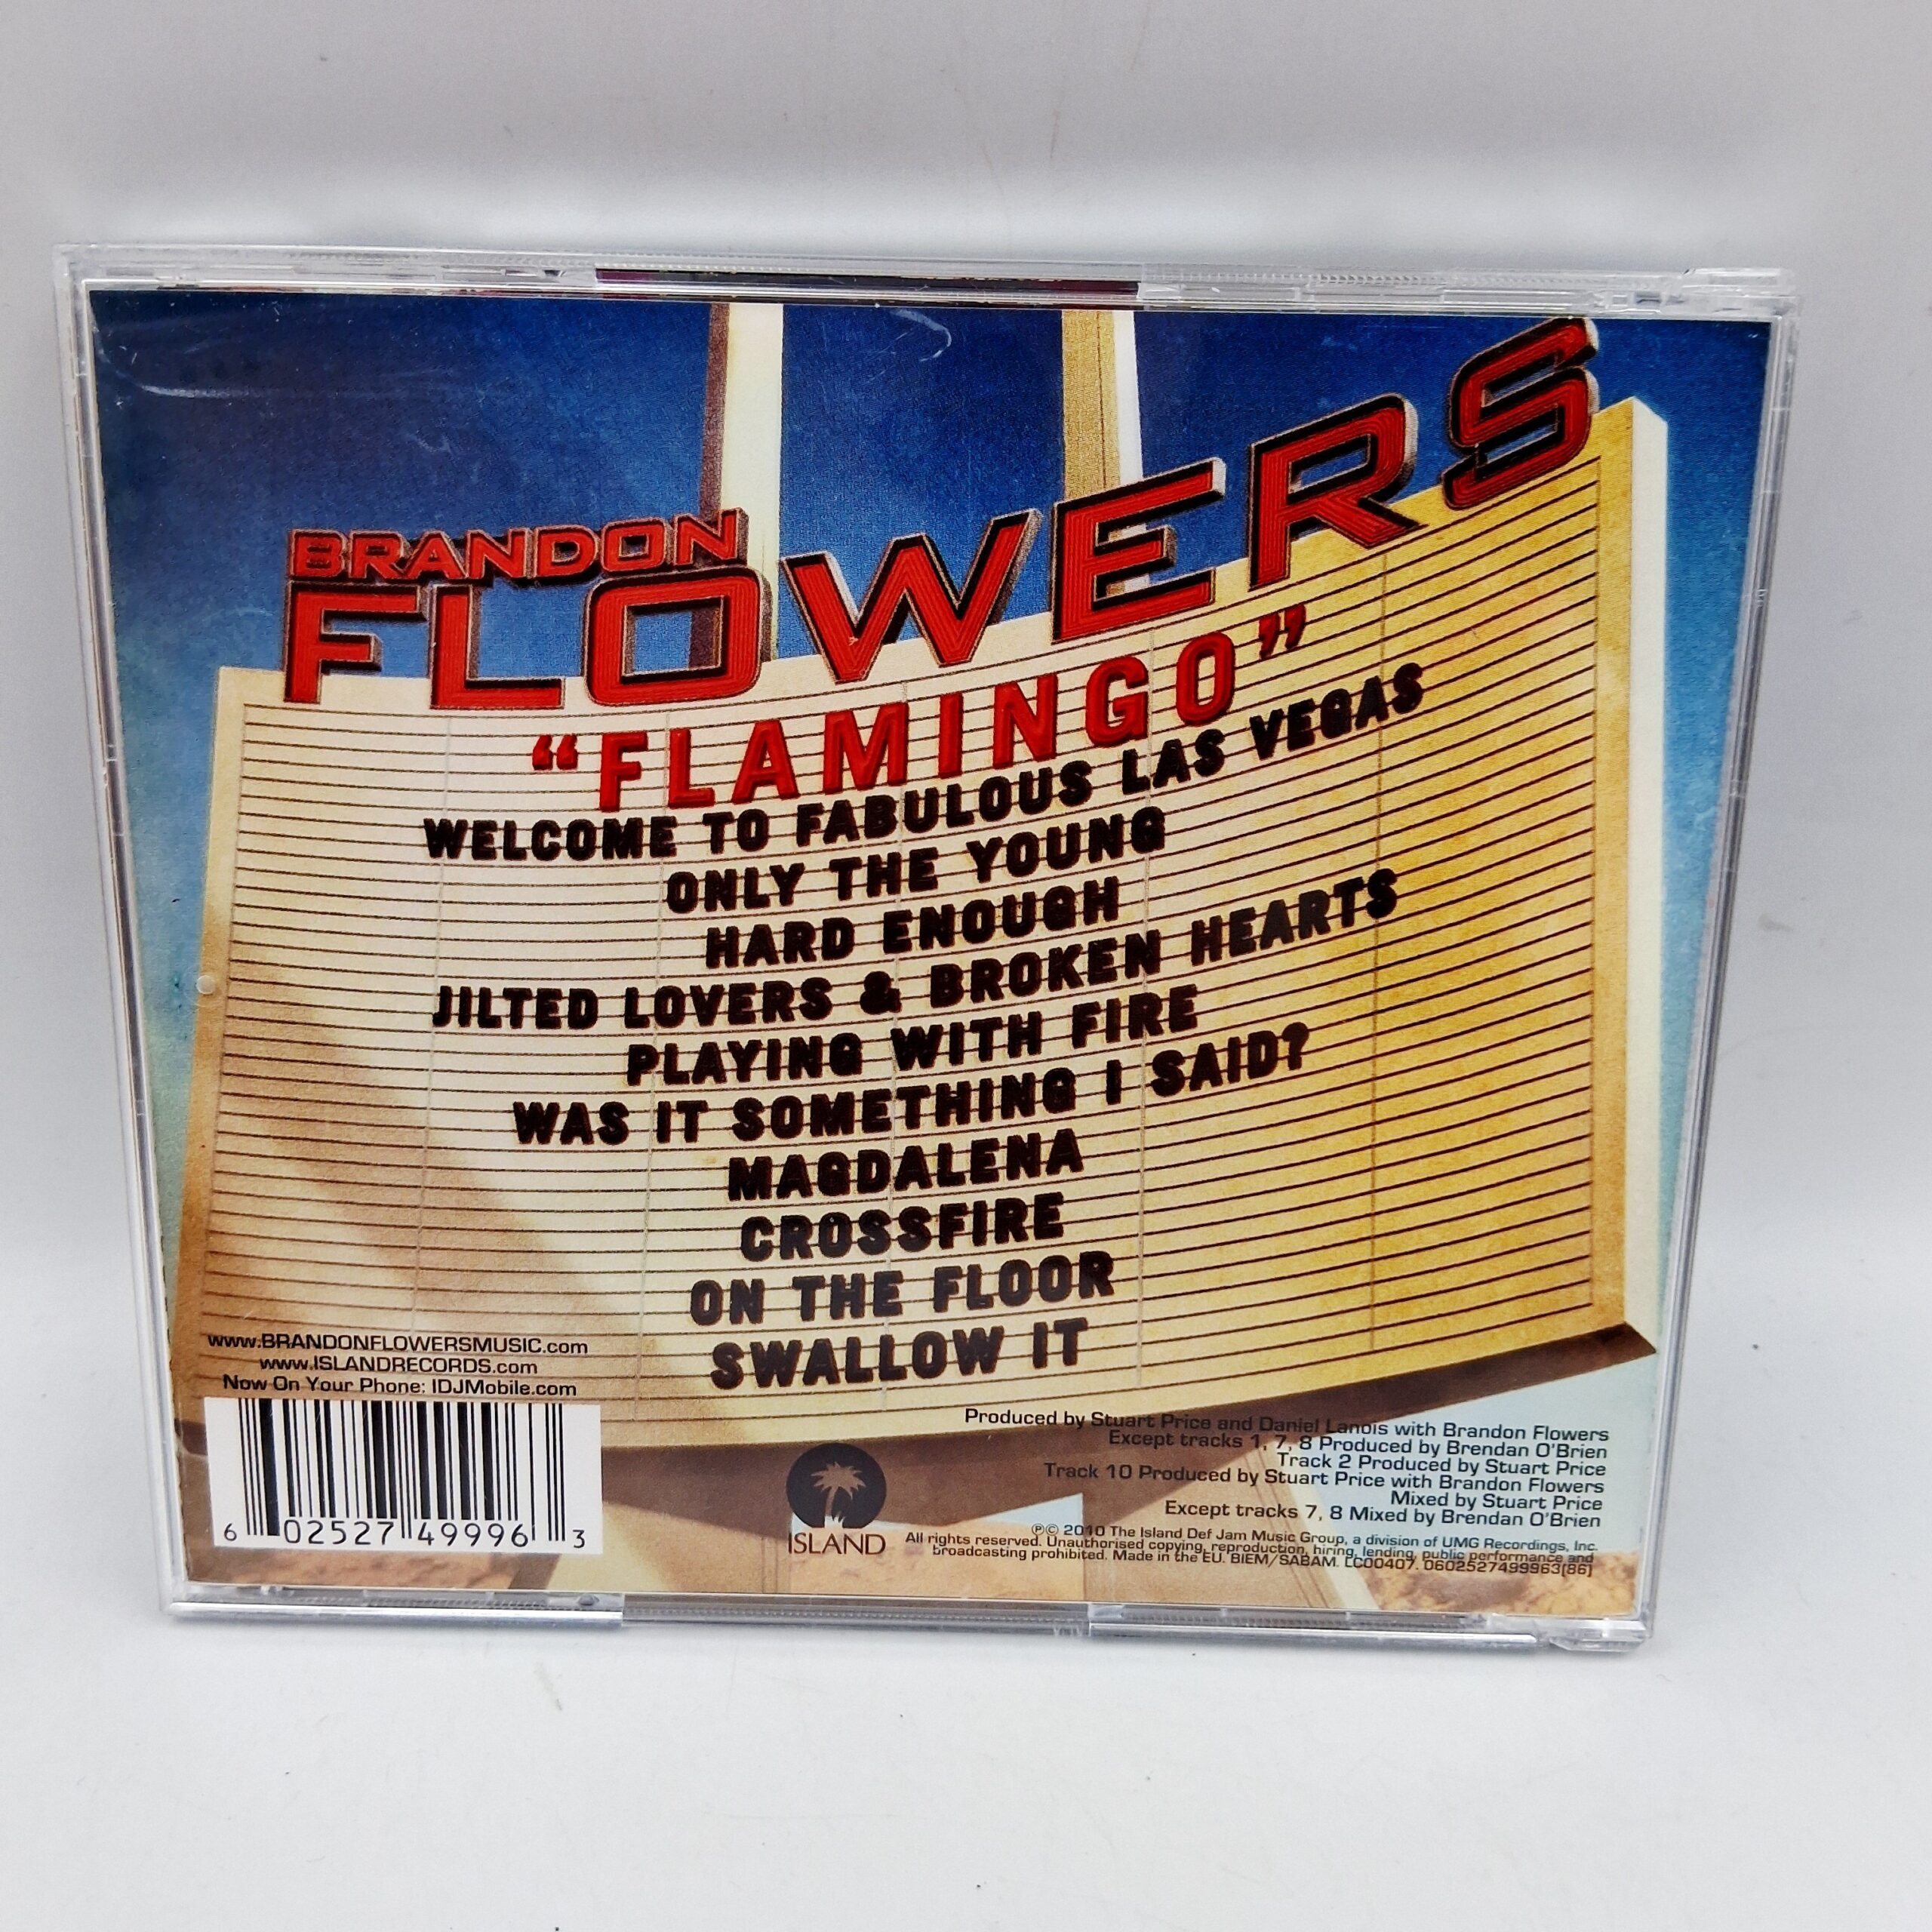 BRANDON
FLOWERS
“FLAMINGO”
WELCOME TO FABULOUS LAS VEGAS
ONLY THE YOUNG
HARD ENOUGH
JILTED LOVERS & BROKEN HEARTS
PLAYING WITH FIRE
WAS IT SOMETHING I SAID?
MAGDALENA
CROSSFIRE
ON THE FLOOR
SWALLOW IT
www.BRANDONFLOWERSMUSIC.com
www.ISLANDRECORDS.com
Now On Your Phone: IDJMobile.com
6 02527 49996 3
ISLAND
Produced by Stuart Price and Daniel Lanois with Brandon Flowers
Except tracks 1, 7, 8 Produced by Brendan O'Brien
Track 2 Produced by Stuart Price
Track 10 Produced by Stuart Price with Brandon Flowers
Mixed by Stuart Price
Except tracks 7, 8 Mixed by Brendan O'Brien
℗© 2010 The Island Def Jam Music Group, a division of UMG Recordings, Inc.
All rights reserved. Unauthorised copying, reproduction, hiring, lending, public performance and
broadcasting prohibited. Made in the EU. BIEM/SABAM. LC00407. 0602527499963(86)